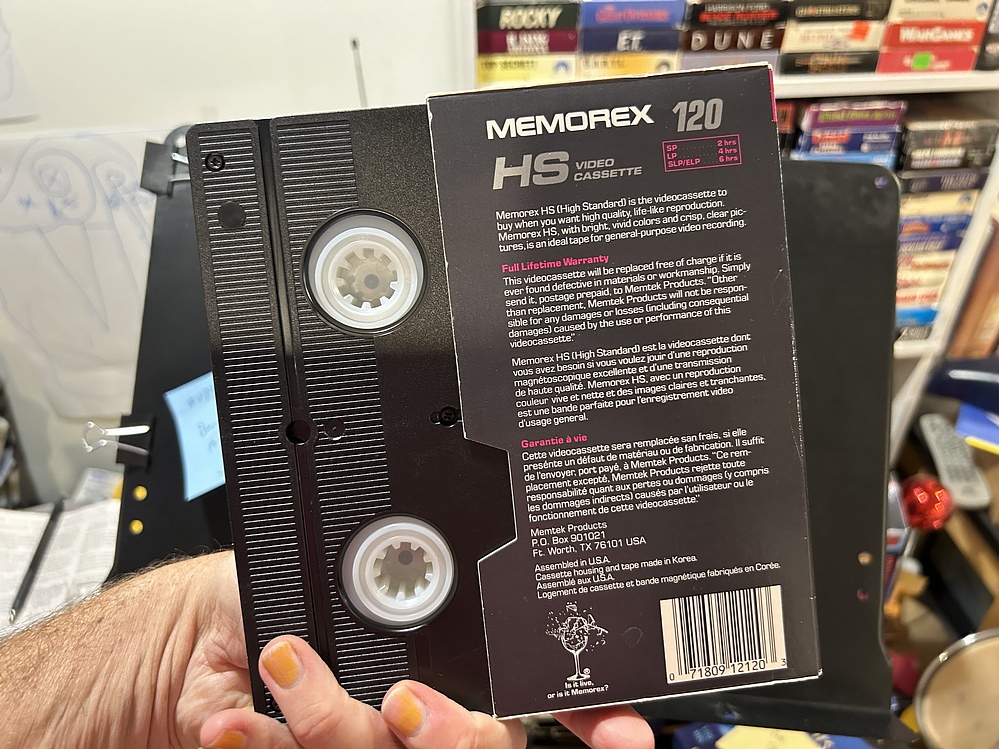 ROCKY
E.T.
DUNE
WARGAMES
MEMOREX 120
HS VIDEO CASSETTE
SP 2 hrs
LP 4 hrs
SLP/ELP 6 hrs
Memorex HS (High Standard) is the videocassette to
buy when you want high quality, life-like reproduction.
Memorex HS, with bright, vivid colors and crisp, clear pic-
tures, is an ideal tape for general-purpose video recording.
Full Lifetime Warranty
This videocassette will be replaced free of charge if it is
ever found defective in materials or workmanship. Simply
send it, postage prepaid, to Memtek Products. "Other
than replacement, Memtek Products will not be respon-
sible for any damages or losses (including consequential
damages) caused by the use or performance of this
videocassette."
Memorex HS (High Standard) est la videocassette dont
vous avez besoin si vous voulez jouir d'une reproduction
magnétoscopique excellente et d'une transmission
de haute qualité. Memorex HS, avec un reproduction
couleur vive et nette et des images claires et tranchantes,
est une bande parfaite pour l'enregistrement video
d'usage general.
Garantie à vie
Cette videocassette sera remplacée san frais, si elle
présente un défaut de matériau ou de fabrication. Il suffit
de l'envoyer, port payé, à Memtek Products. "Ce rem-
placement excepté, Memtek Products rejette toute
responsabilité quant aux pertes ou dommages (y compris
les dommages indirects) causés par l'utilisateur ou le
fonctionnement de cette videocassette."
Memtek Products
P.O. Box 901021
Ft. Worth, TX 76101 USA
Assembled in U.S.A.
Cassette housing and tape made in Korea.
Assemblé aux U.S.A.
Logement de cassette et bande magnétique fabriqués en Corée.
Is it live,
or is it Memorex?
0 71809 12120 3